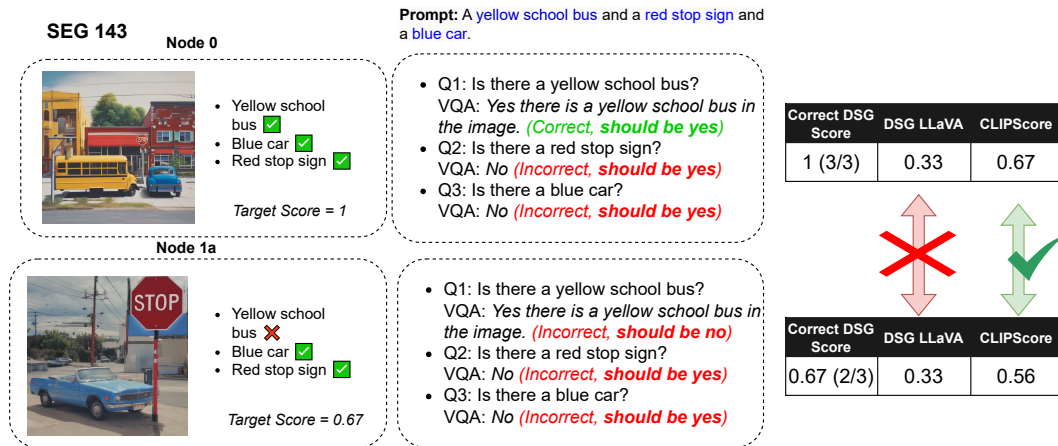 SEG 143
Prompt: A yellow school bus and a red stop sign and
a blue car.
Node 0
• Yellow school
bus ✅
• Blue car ✅
• Red stop sign ✅
Target Score = 1
• Q1: Is there a yellow school bus?
VQA: Yes there is a yellow school bus in
the image. (Correct, should be yes)
• Q2: Is there a red stop sign?
VQA: No (Incorrect, should be yes)
• Q3: Is there a blue car?
VQA: No (Incorrect, should be yes)
Correct DSG Score DSG LLaVA CLIPScore
1 (3/3) 0.33 0.67
Node 1a
STOP
• Yellow school
bus ❌
• Blue car ✅
• Red stop sign ✅
Target Score = 0.67
• Q1: Is there a yellow school bus?
VQA: Yes there is a yellow school bus in
the image. (Incorrect, should be no)
• Q2: Is there a red stop sign?
VQA: No (Incorrect, should be yes)
• Q3: Is there a blue car?
VQA: No (Incorrect, should be yes)
Correct DSG Score DSG LLaVA CLIPScore
0.67 (2/3) 0.33 0.56